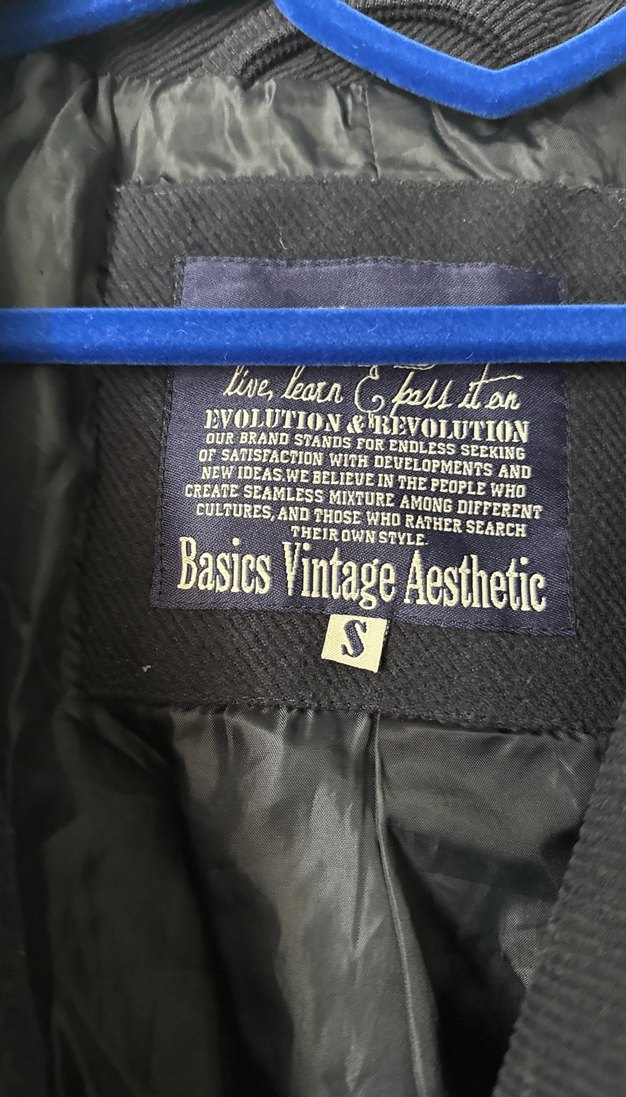 live, learn & pass it on
EVOLUTION & REVOLUTION
OUR BRAND STANDS FOR ENDLESS SEEKING
OF SATISFACTION WITH DEVELOPMENTS AND
NEW IDEAS.WE BELIEVE IN THE PEOPLE WHO
CREATE SEAMLESS MIXTURE AMONG DIFFERENT
CULTURES,AND THOSE WHO RATHER SEARCH
THEIR OWN STYLE.
Basics Vintage Aesthetic
S